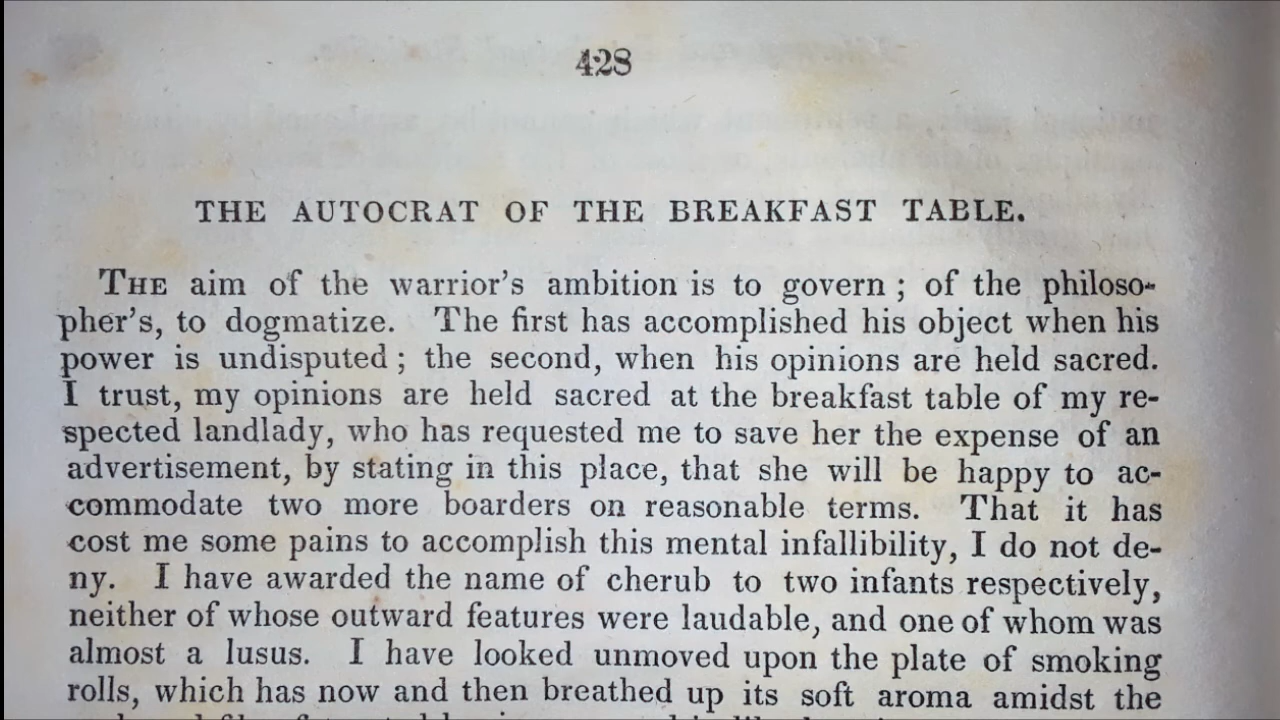 428
THE AUTOCRAT OF THE BREAKFAST TABLE.
THE aim of the warrior's ambition is to govern ; of the philoso-
pher's, to dogmatize. The first has accomplished his object when his
power is undisputed ; the second, when his opinions are held sacred.
I trust, my opinions are held sacred at the breakfast table of my re-
spected landlady, who has requested me to save her the expense of an
advertisement, by stating in this place, that she will be happy to ac-
commodate two more boarders on reasonable terms. That it has
cost me some pains to accomplish this mental infallibility, I do not de-
ny. I have awarded the name of cherub to two infants respectively,
neither of whose outward features were laudable, and one of whom was
almost a lusus. I have looked unmoved upon the plate of smoking
rolls, which has now and then breathed up its soft aroma amidst the